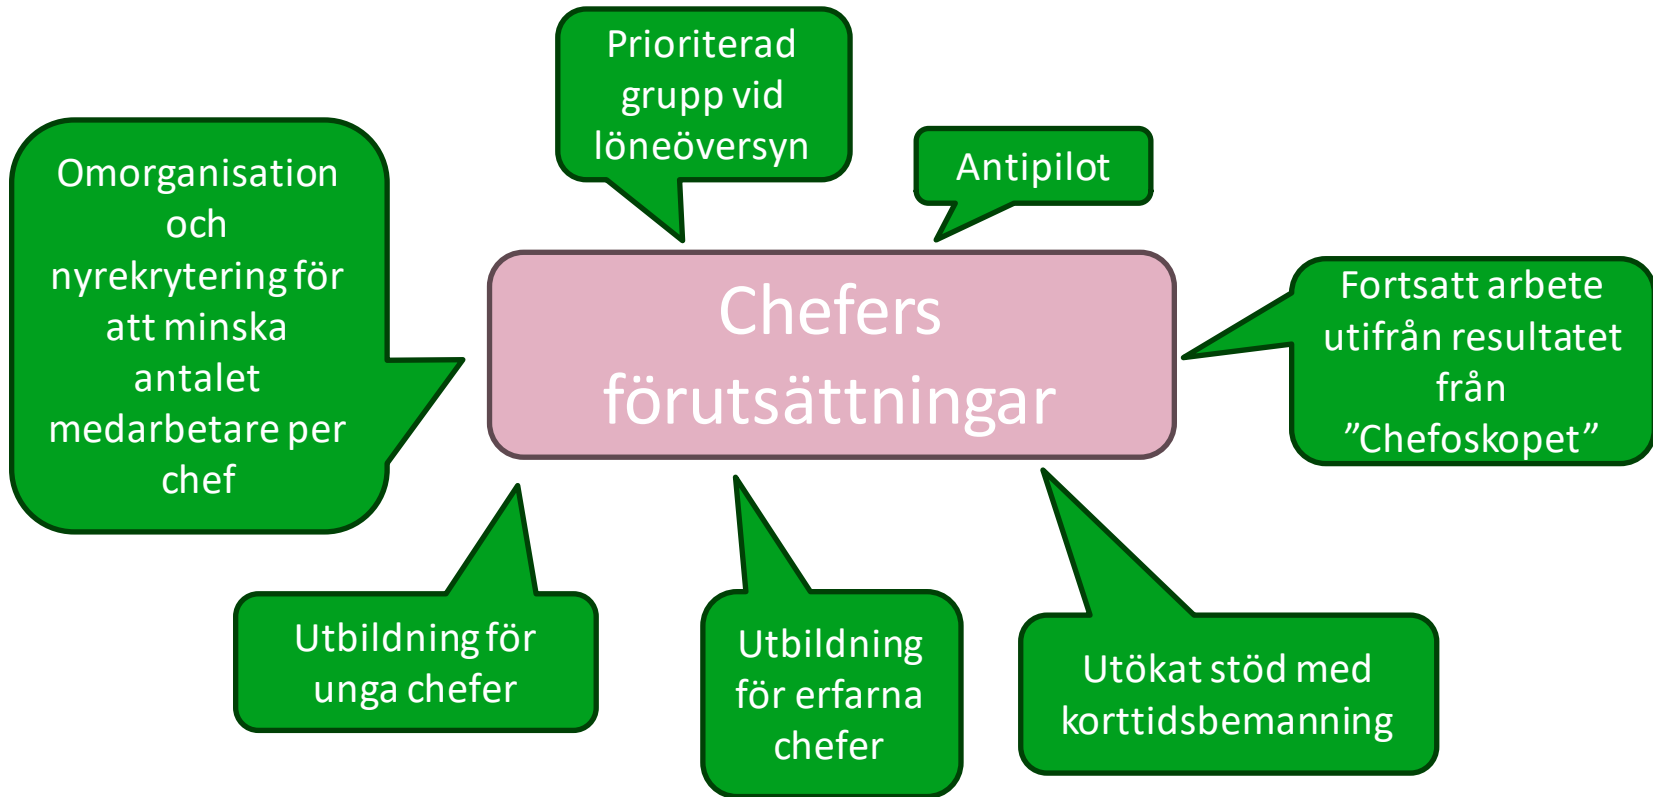 Prioriterad
grupp vid
löneöversyn
Antipilot
Omorganisation
och
nyrekrytering för
att minska
antalet
medarbetare per
chef
Chefers
förutsättningar
Fortsatt arbete
utifrån resultatet
från
”Chefoskopet”
Utbildning för
unga chefer
Utbildning
för erfarna
chefer
Utökat stöd med
korttidsbemanning